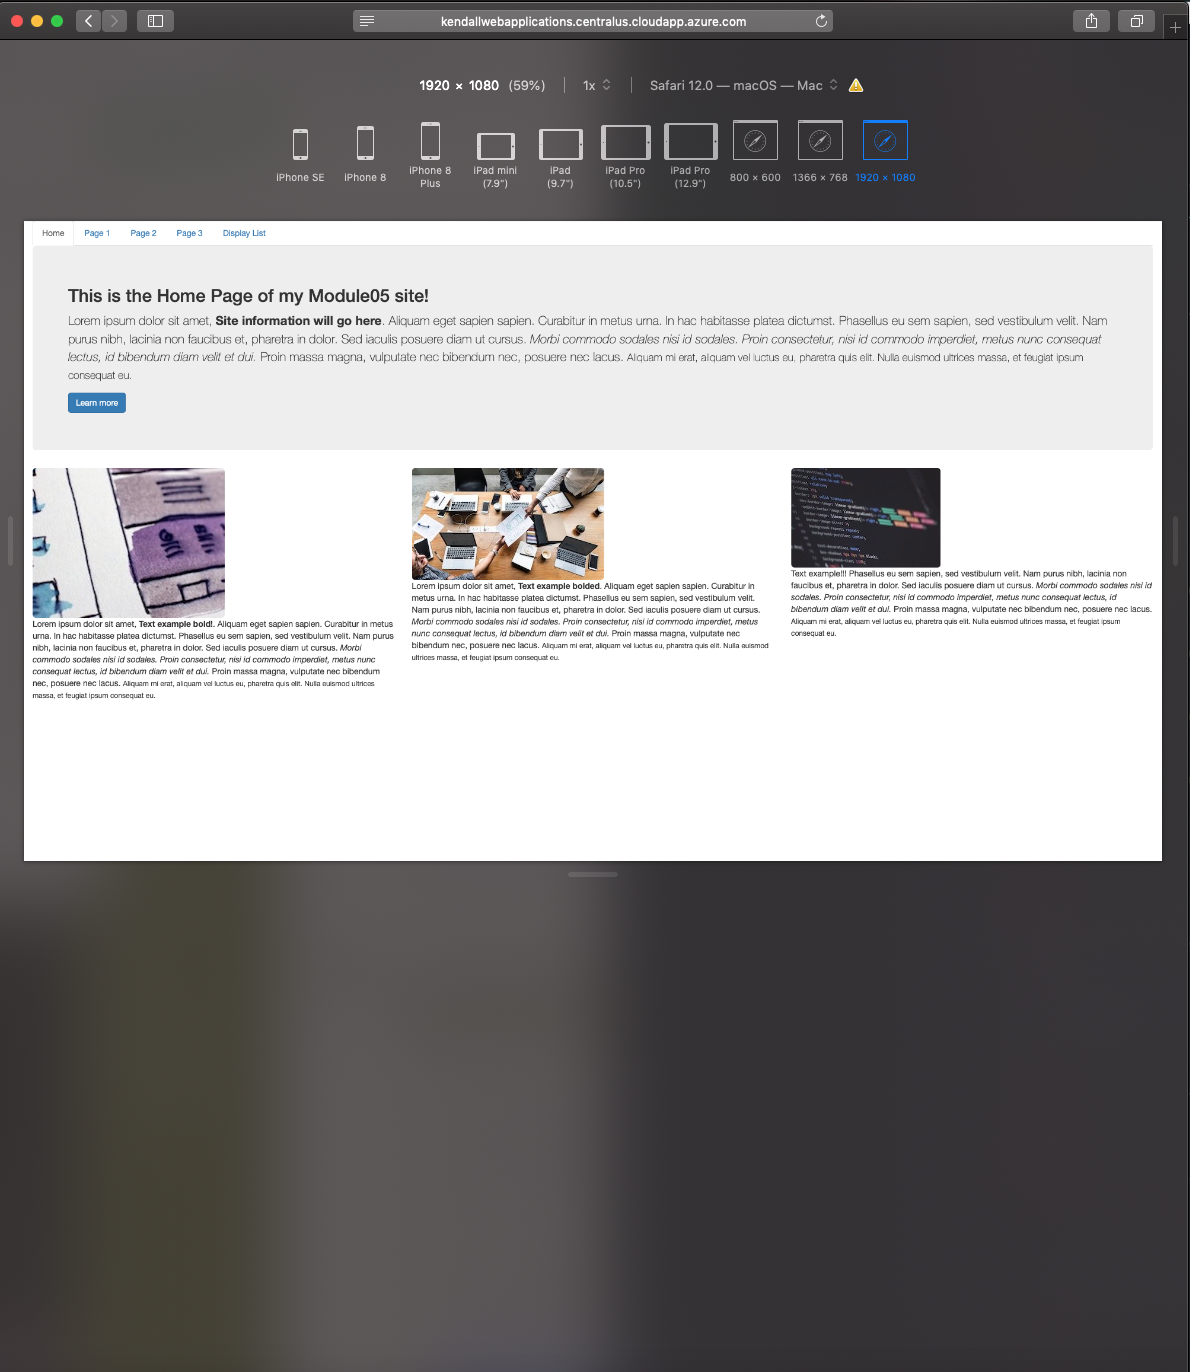 kendallwebapplications.centralus.cloudapp.azure.com
1920 × 1080 (59%) 1x Safari 12.0 — macOS — Mac
iPhone SE
iPhone 8
iPhone 8
Plus
iPad mini
(7.9")
iPad
(9.7")
iPad Pro
(10.5")
iPad Pro
(12.9")
800 × 600
1366 × 768
1920 × 1080
Home Page 1 Page 2 Page 3 Display List
This is the Home Page of my Module05 site!
Lorem ipsum dolor sit amet, Site information will go here. Aliquam eget sapien sapien. Curabitur in metus urna. In hac habitasse platea dictumst. Phasellus eu sem sapien, sed vestibulum velit. Nam
purus nibh, lacinia non faucibus et, pharetra in dolor. Sed iaculis posuere diam ut cursus. Morbi commodo sodales nisi id sodales. Proin consectetur, nisi id commodo imperdiet, metus nunc consequat
lectus, id bibendum diam velit et dui. Proin massa magna, vulputate nec bibendum nec, posuere nec lacus. Aliquam mi erat, aliquam vel luctus eu, pharetra quis elit. Nulla euismod ultrices massa, et feugiat ipsum
consequat eu.
Learn more
Lorem ipsum dolor sit amet, Text example bold!. Aliquam eget sapien sapien. Curabitur in metus
urna. In hac habitasse platea dictumst. Phasellus eu sem sapien, sed vestibulum velit. Nam purus
nibh, lacinia non faucibus et, pharetra in dolor. Sed iaculis posuere diam ut cursus. Morbi
commodo sodales nisi id sodales. Proin consectetur, nisi id commodo imperdiet, metus nunc
consequat lectus, id bibendum diam velit et dui. Proin massa magna, vulputate nec bibendum
nec, posuere nec lacus. Aliquam mi erat, aliquam vel luctus eu, pharetra quis elit. Nulla euismod ultrices
massa, et feugiat ipsum consequat eu.
Lorem ipsum dolor sit amet, Text example bolded. Aliquam eget sapien sapien. Curabitur in
metus urna. In hac habitasse platea dictumst. Phasellus eu sem sapien, sed vestibulum velit.
Nam purus nibh, lacinia non faucibus et, pharetra in dolor. Sed iaculis posuere diam ut cursus.
Morbi commodo sodales nisi id sodales. Proin consectetur, nisi id commodo imperdiet, metus
nunc consequat lectus, id bibendum diam velit et dui. Proin massa magna, vulputate nec
bibendum nec, posuere nec lacus. Aliquam mi erat, aliquam vel luctus eu, pharetra quis elit. Nulla euismod
ultrices massa, et feugiat ipsum consequat eu.
Text example!!! Phasellus eu sem sapien, sed vestibulum velit. Nam purus nibh, lacinia non
faucibus et, pharetra in dolor. Sed iaculis posuere diam ut cursus. Morbi commodo sodales nisi id
sodales. Proin consectetur, nisi id commodo imperdiet, metus nunc consequat lectus, id
bibendum diam velit et dui. Proin massa magna, vulputate nec bibendum nec, posuere nec lacus.
Aliquam mi erat, aliquam vel luctus eu, pharetra quis elit. Nulla euismod ultrices massa, et feugiat ipsum
consequat eu.